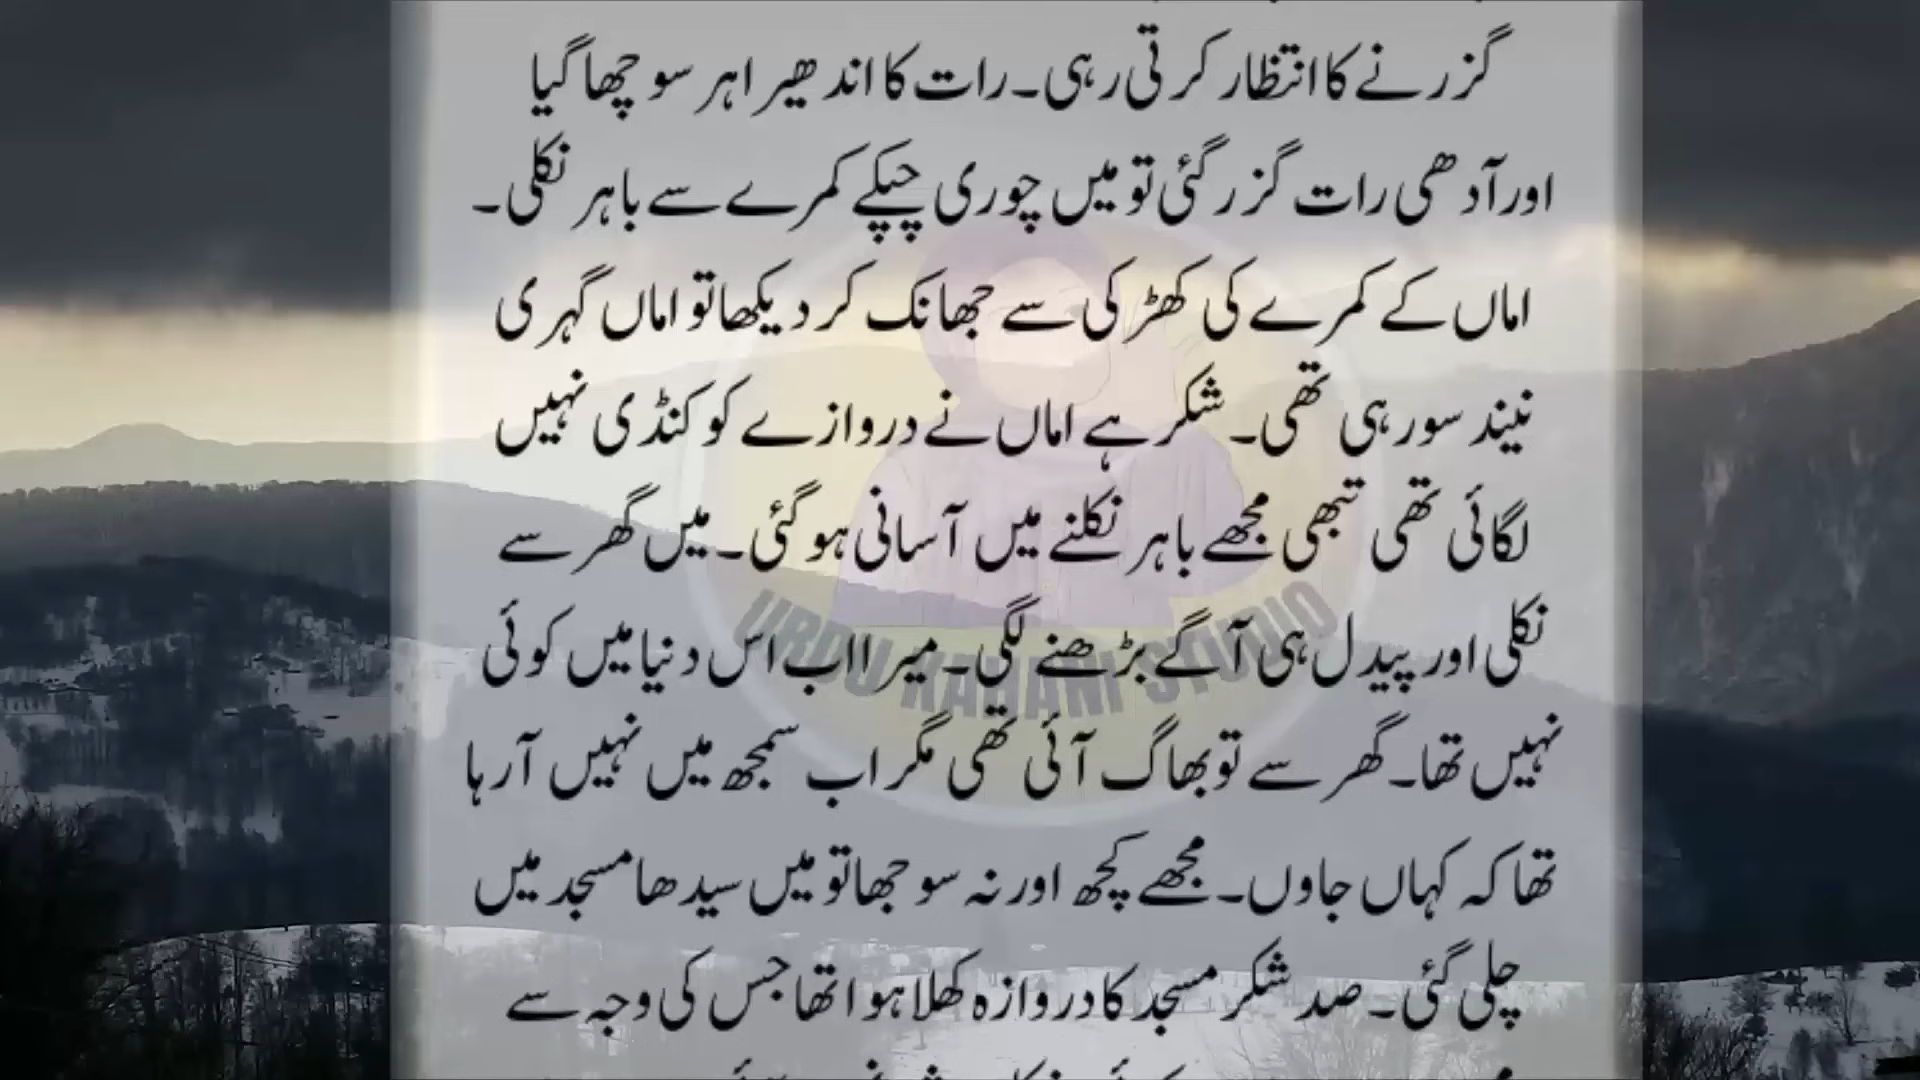 گزرنے کا انتظار کرتی رہی۔ رات کا اندھیرا ہر سو چھا گیا
اور آدھی رات گزر گئی تو میں چوری چپکے کمرے سے باہر نکلی۔
اماں کے کمرے کی کھڑکی سے جھانک کر دیکھا تو اماں گہری
نیند سو رہی تھی۔ شکر ہے اماں نے دروازے کو کنڈی نہیں
لگائی تھی تبھی مجھے باہر نکلنے میں آسانی ہو گئی۔ میں گھر سے
نکلی اور پیدل ہی آگے بڑھنے لگی۔ میرا اب اس دنیا میں کوئی
نہیں تھا۔ گھر سے تو بھاگ آئی تھی مگر اب سمجھ میں نہیں آ رہا
تھا کہ کہاں جاوں۔ مجھے کچھ اور نہ سوجھا تو میں سیدھا مسجد میں
چلی گئی۔ صد شکر مسجد کا دروازہ کھلا ہوا تھا جس کی وجہ سے
URDU KAHANI STUDIO